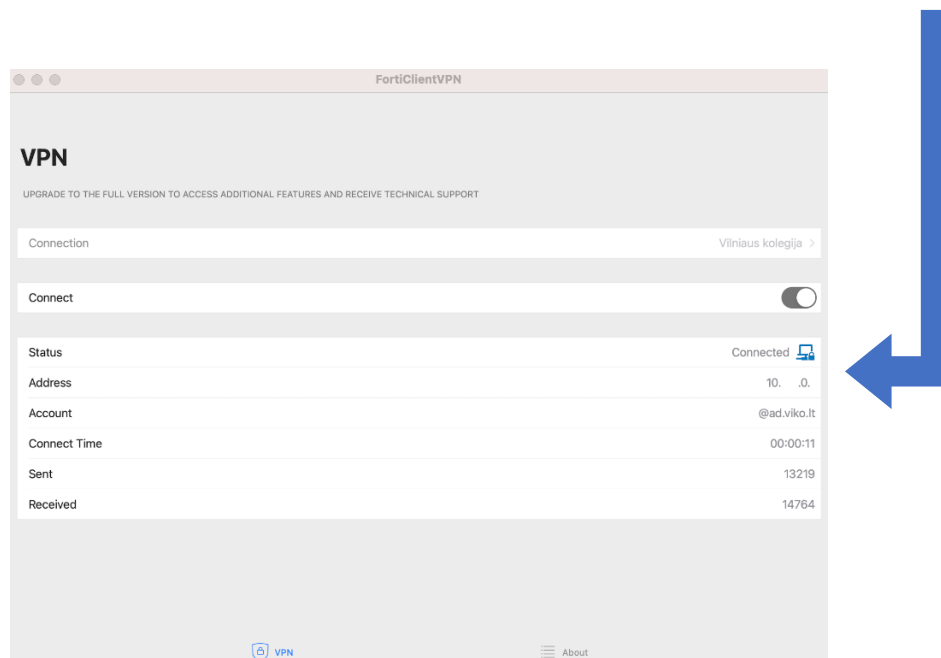 FortiClientVPN
VPN
UPGRADE TO THE FULL VERSION TO ACCESS ADDITIONAL FEATURES AND RECEIVE TECHNICAL SUPPORT
Connection Vilniaus kolegija >
Connect
Status Connected
Address 10. .0.
Account @ad.viko.lt
Connect Time 00:00:11
Sent 13219
Received 14764
VPN About